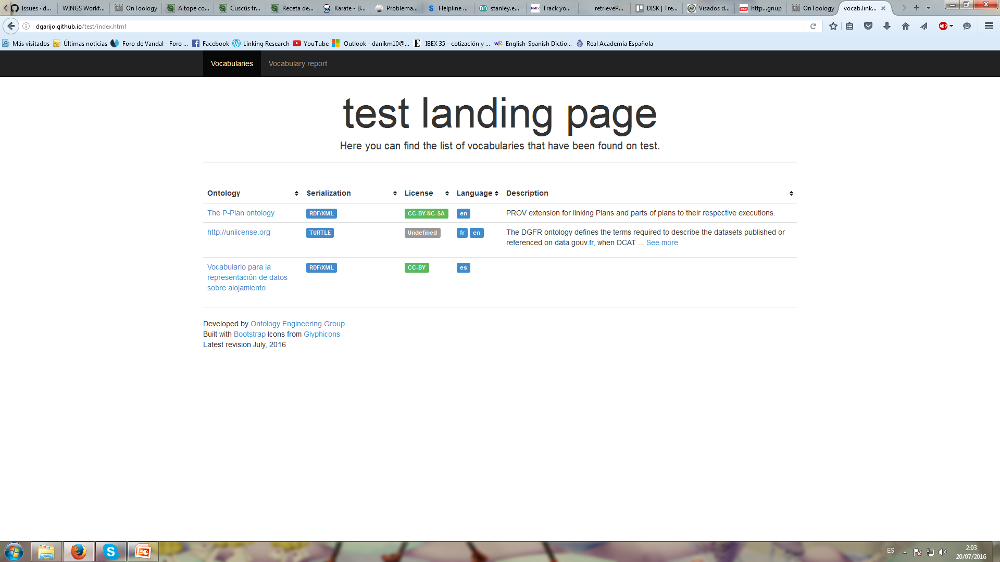 Issues · d...
WINGS Workf...
OnToology
A tope co...
Cuscús fr...
Receta de...
Karate - B...
Problema...
Helpline ...
stanley.e...
Track yo...
retrieveP...
DISK | Tre...
Visados d...
http...gnup
OnToology
vocab.link...
dgarijo.github.io/test/index.html
ABP
Más visitados
Últimas noticias
Foro de Vandal - Foro ...
Facebook
Linking Research
YouTube
Outlook - danikm10@...
IBEX 35 - cotización y ...
English-Spanish Dictio...
Real Academia Española
Vocabularies
Vocabulary report
test landing page
Here you can find the list of vocabularies that have been found on test.
Ontology Serialization License Language Description
The P-Plan ontology RDF/XML CC-BY-NC-SA en PROV extension for linking Plans and parts of plans to their respective executions.
http://unlicense.org TURTLE Undefined fr en The DGFR ontology defines the terms required to describe the datasets published or
referenced on data.gouv.fr, when DCAT ... See more
Vocabulario para la RDF/XML CC-BY es
representación de datos
sobre alojamiento
Developed by Ontology Engineering Group
Built with Bootstrap Icons from Glyphicons
Latest revision July, 2016
ES
2:03
20/07/2016